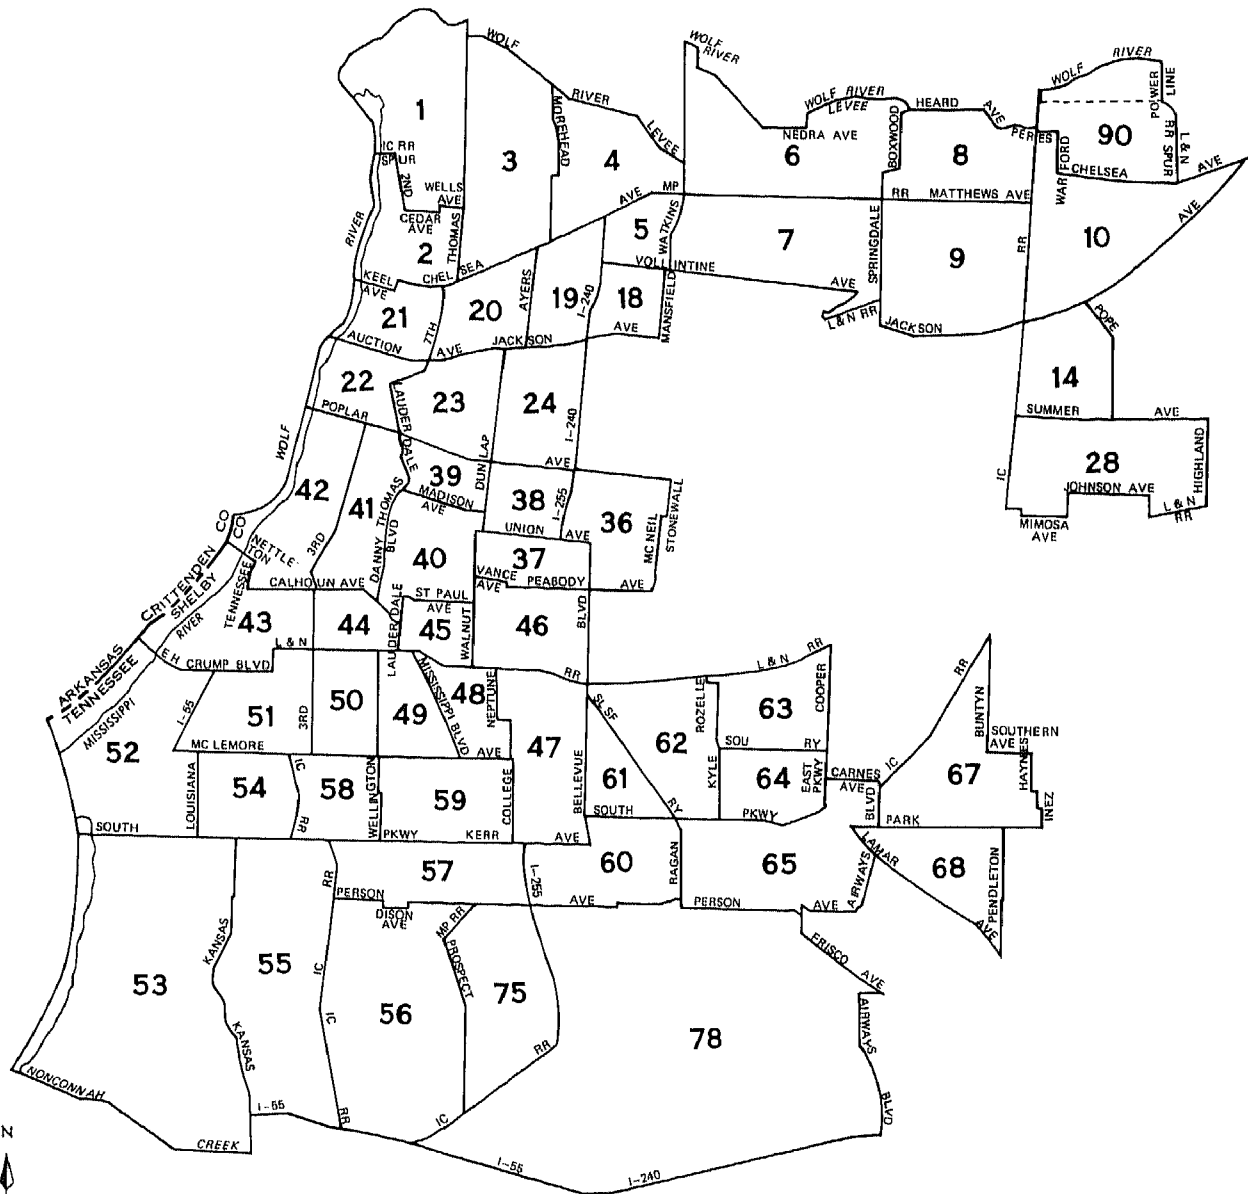 WOLF
RIVER
LEVEE
WOLF
RIVER
WOLF RIVER
LEVEE
NEDRA AVE
BOXWOOD
HEARD AVE
PERES
WOLF RIVER
POWER LINE
RR SPUR
L & N
1
3
4
6
8
90
MOREHEAD
IC RR
SPUR
2ND
WELLS
AVE
CEDAR
AVE
THOMAS
RIVER
2
KEEL
AVE
CHELSEA
AVE
MP
RR
MATTHEWS AVE
WARFORD
CHELSEA
AVE
5
WATKINS
7
SPRINGDALE
9
RR
10
AVE
VOLLINTINE
AVE
L & N RR
JACKSON
POPE
21
7TH
20
AYERS
19
I-240
18
MANSFIELD
AUCTION
AVE
JACKSON
AVE
22
LAUDERDALE
23
24
I-240
14
POPLAR
WOLF
DUNLAP
AVE
SUMMER
AVE
IC
28
HIGHLAND
JOHNSON AVE
L & N
RR
MIMOSA
AVE
42
41
39
MADISON
AVE
38
I-255
36
MC NEIL
STONEWALL
DANNY THOMAS
BLVD
40
UNION
AVE
37
VANCE
AVE
PEABODY
AVE
CO
CO
NETTLE-
TON
3RD
CRITTENDEN
SHELBY
RIVER
TENNESSEE
CALHOUN AVE
ST PAUL
AVE
43
44
LAUDERDALE
45
WALNUT
46
BLVD
ARKANSAS
TENNESSEE
MISSISSIPPI
E H
CRUMP BLVD
L & N
RR
L & N RR
I-55
51
3RD
50
49
MISSISSIPPI BLVD
48
NEPTUNE
47
SLSF
62
ROZELLE
63
COOPER
RR
BUNTYN
SOUTHERN
AVE
52
MC LEMORE
AVE
SOU
RY
LOUISIANA
54
IC
RR
58
WELLINGTON
59
COLLEGE
BELLEVUE
61
RY
KYLE
64
EAST
PKWY
CARNES
AVE
IC
67
HAYNES
INEZ
BLVD
PARK
SOUTH
PKWY
KERR
AVE
SOUTH
PKWY
57
I-255
60
RAGAN
65
LAMAR
AIRWAYS
68
PENDLETON
AVE
RR
PERSON
AVE
DISON
AVE
PERSON
AVE
MP RR
PROSPECT
FRISCO
AVE
53
KANSAS
55
IC
56
75
78
AIRWAYS
BLVD
KANSAS
IC
RR
NONCONNAH
CREEK
I-55
RR
IC
I-55
I-240
N